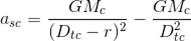 a_{sc} = \frac{GM_c}{(D_{tc} - r)^2} - \frac{GM_c}{D_{tc}^2}